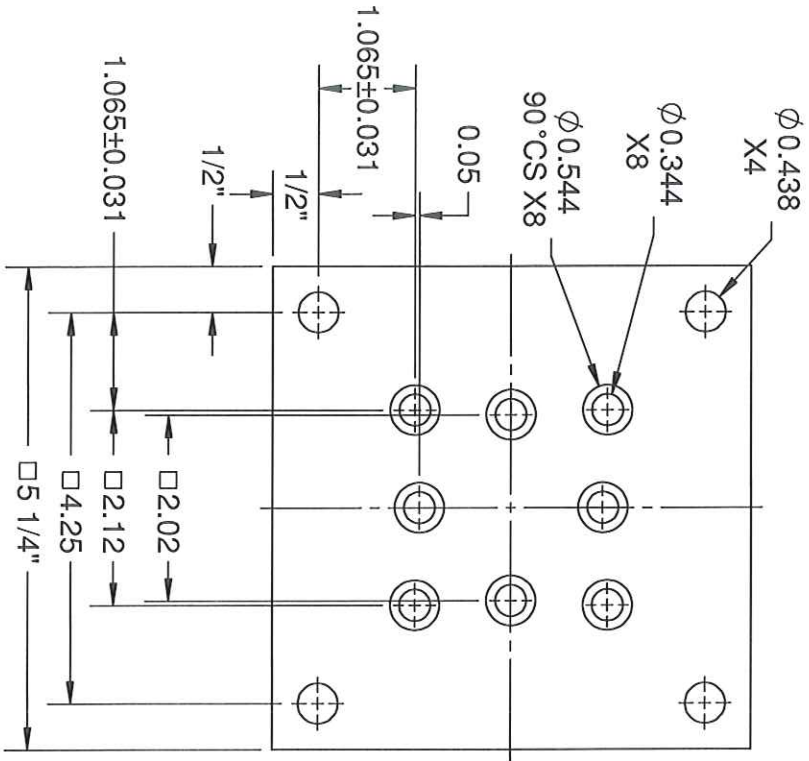 Ø0.438
X4
Ø0.344
X8
Ø0.544
90°CS X8
0.05
1.065±0.031
1/2"
1/2"
1.065±0.031
□2.02
□2.12
□4.25
□5 1/4"